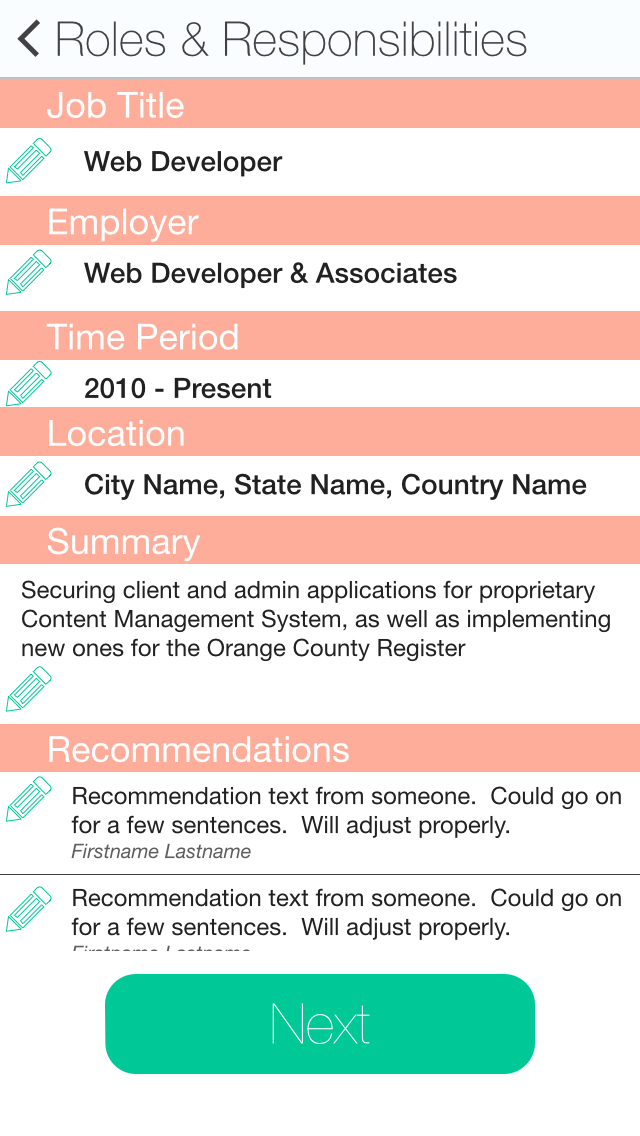 Roles & Responsibilities
Job Title
Web Developer
Employer
Web Developer & Associates
Time Period
2010 - Present
Location
City Name, State Name, Country Name
Summary
Securing client and admin applications for proprietary
Content Management System, as well as implementing
new ones for the Orange County Register
Recommendations
Recommendation text from someone.  Could go on
for a few sentences.  Will adjust properly.
Firstname Lastname
Recommendation text from someone.  Could go on
for a few sentences.  Will adjust properly.
Firstname Lastname
Next